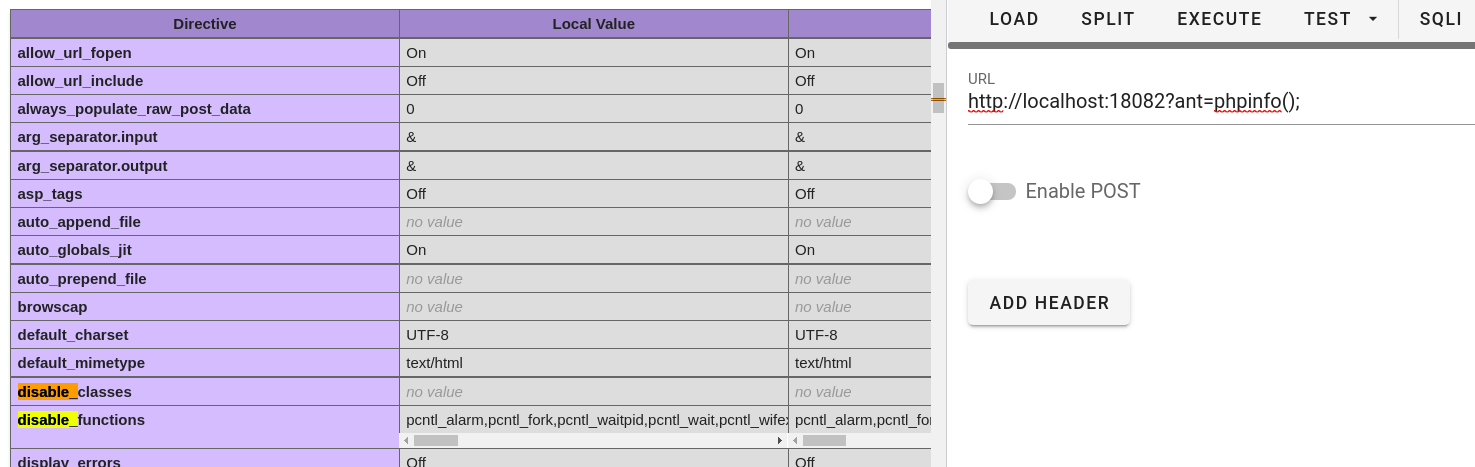 Directive Local Value
allow_url_fopen On On
allow_url_include Off Off
always_populate_raw_post_data 0 0
arg_separator.input & &
arg_separator.output & &
asp_tags Off Off
auto_append_file no value no value
auto_globals_jit On On
auto_prepend_file no value no value
browscap no value no value
default_charset UTF-8 UTF-8
default_mimetype text/html text/html
disable_classes no value no value
disable_functions pcntl_alarm,pcntl_fork,pcntl_waitpid,pcntl_wait,pcntl_wifex pcntl_alarm,pcntl_for
display_errors Off Off
LOAD SPLIT EXECUTE TEST SQLI
URL
http://localhost:18082?ant=phpinfo();
Enable POST
ADD HEADER